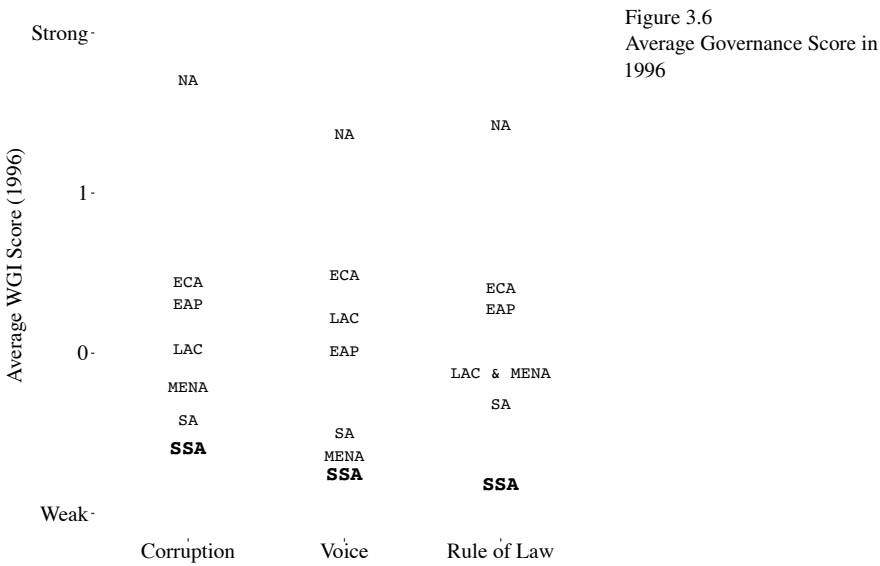 Figure 3.6
Average Governance Score in
1996
Average WGI Score (1996)
Strong
1
0
Weak
NA
ECA
EAP
LAC
MENA
SA
SSA
NA
ECA
LAC
EAP
SA
MENA
SSA
NA
ECA
EAP
LAC & MENA
SA
SSA
Corruption
Voice
Rule of Law